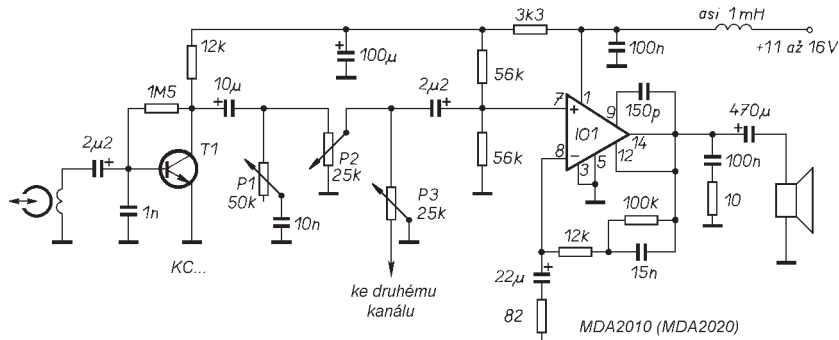 3k3
asi 1 mH
+11 až 16V
12k
+
100μ
100n
1M5
10μ
+
56k
2μ2
+
7
+
1
9
150p
470μ
+
2μ2
+
T1
P2
25k
IO1
14
8
−
3
5
12
56k
100n
P1
50k
P3
25k
10
1n
10n
100k
12k
15n
KC...
22μ
+
ke druhému
kanálu
82
MDA2010 (MDA2020)